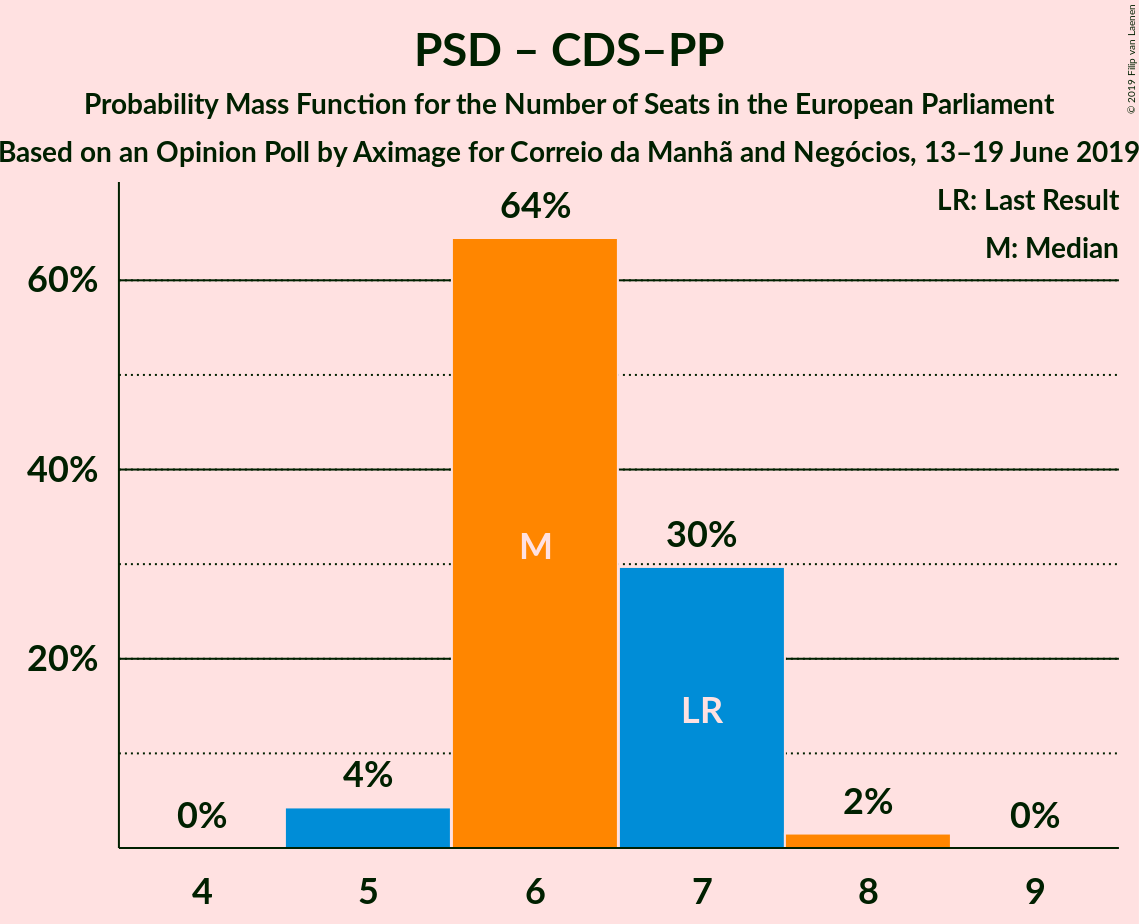 PSD – CDS–PP
Probability Mass Function for the Number of Seats in the European Parliament
Based on an Opinion Poll by Aximage for Correio da Manhã and Negócios, 13–19 June 2019
© 2019 Filip van Laenen
LR: Last Result
M: Median
64%
60%
M
40%
30%
LR
20%
4%
2%
0%
0%
4 5 6 7 8 9